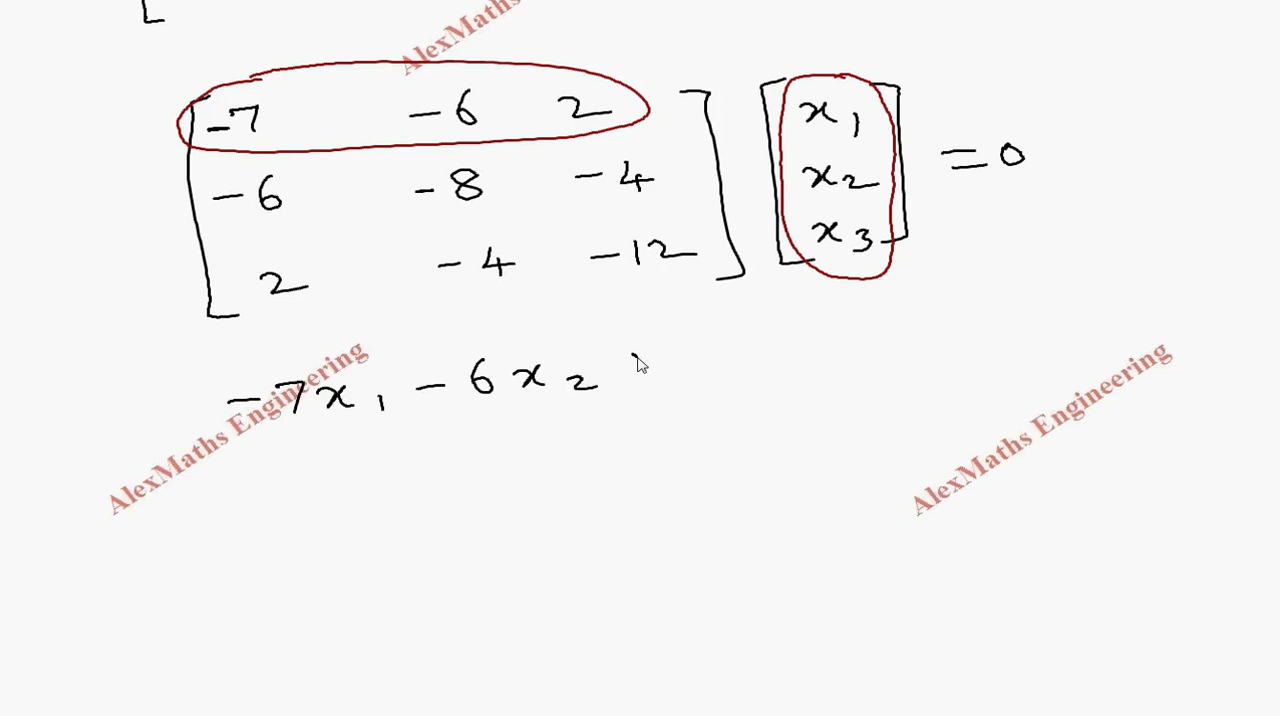 AlexMaths
-7 -6 2
-6 -8 -4
2 -4 -12
x1
x2
x3
=0
-7x1 -6x2
AlexMaths Engineering
AlexMaths Engineering